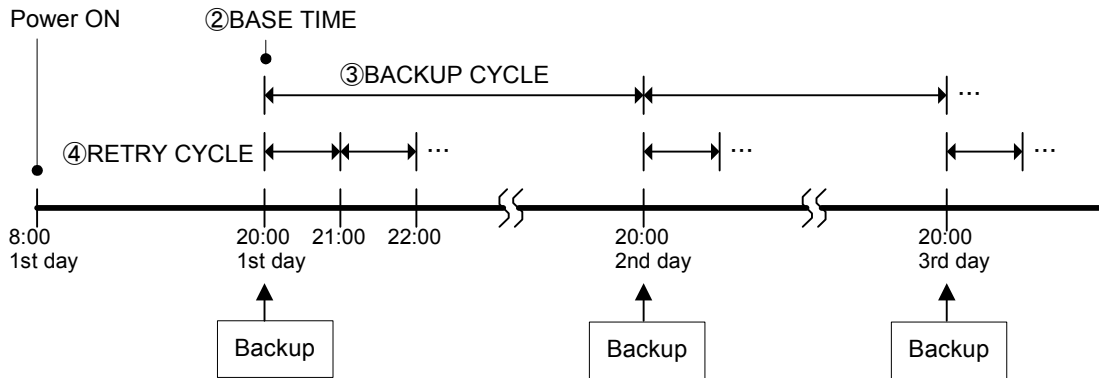 Power ON ②BASE TIME
③BACKUP CYCLE
...
④RETRY CYCLE ... ... ...
8:00 20:00 21:00 22:00 20:00 20:00
1st day 1st day 2nd day 3rd day
Backup Backup Backup